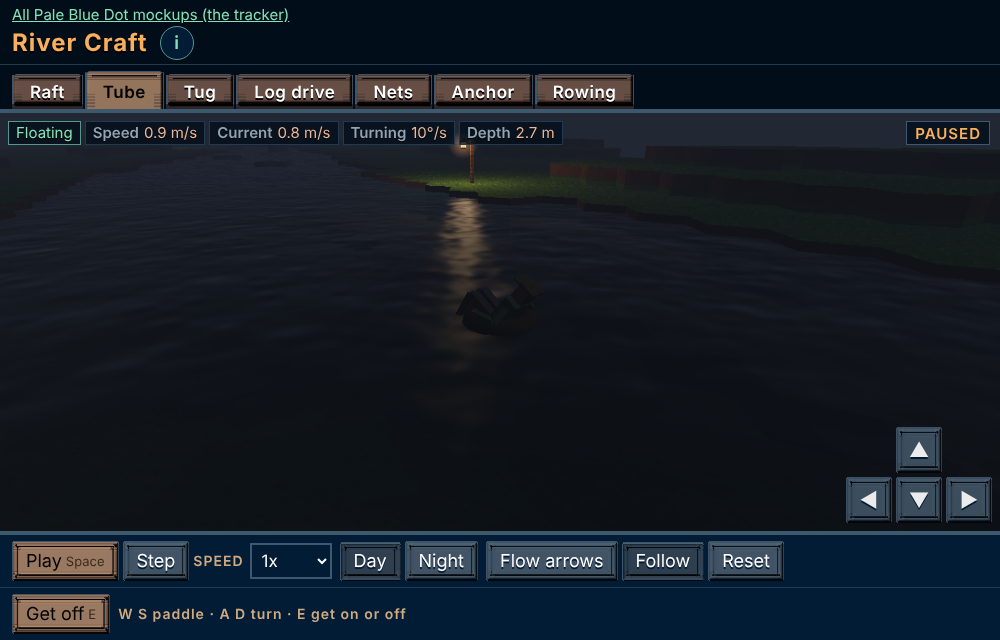 All Pale Blue Dot mockups (the tracker)
River Craft i
Raft Tube Tug Log drive Nets Anchor Rowing
Floating Speed 0.9 m/s Current 0.8 m/s Turning 10°/s Depth 2.7 m PAUSED
Play Space Step SPEED 1x Day Night Flow arrows Follow Reset
Get off E W S paddle · A D turn · E get on or off